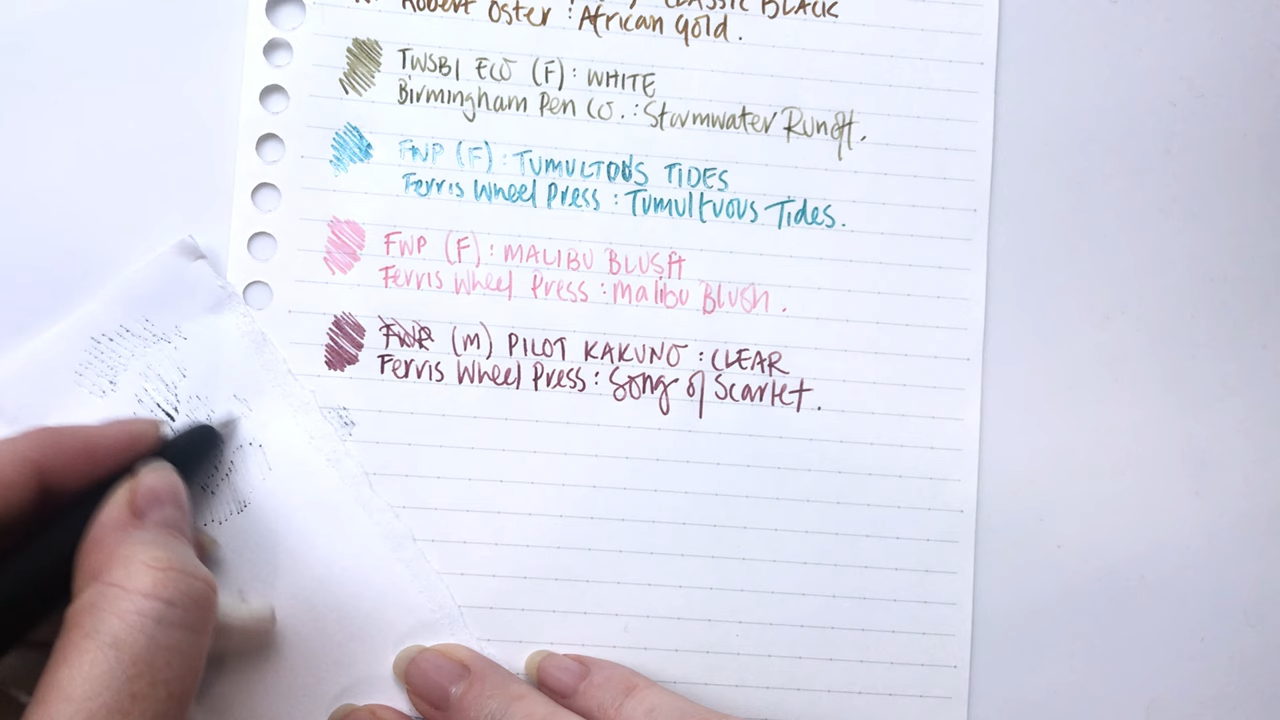 CLASSIC BLACK
Robert Oster : African Gold.
TWSBI ECO (F) : WHITE
Birmingham Pen Co. : Stormwater Runoff.
FWP (F) : TUMULTOUS TIDES
Ferris Wheel Press : Tumultuous Tides.
FWP (F) : MALIBU BLUSH
Ferris Wheel Press : Malibu Blush.
FWP (M) PILOT KAKUNO : CLEAR
Ferris Wheel Press : Song of Scarlet.